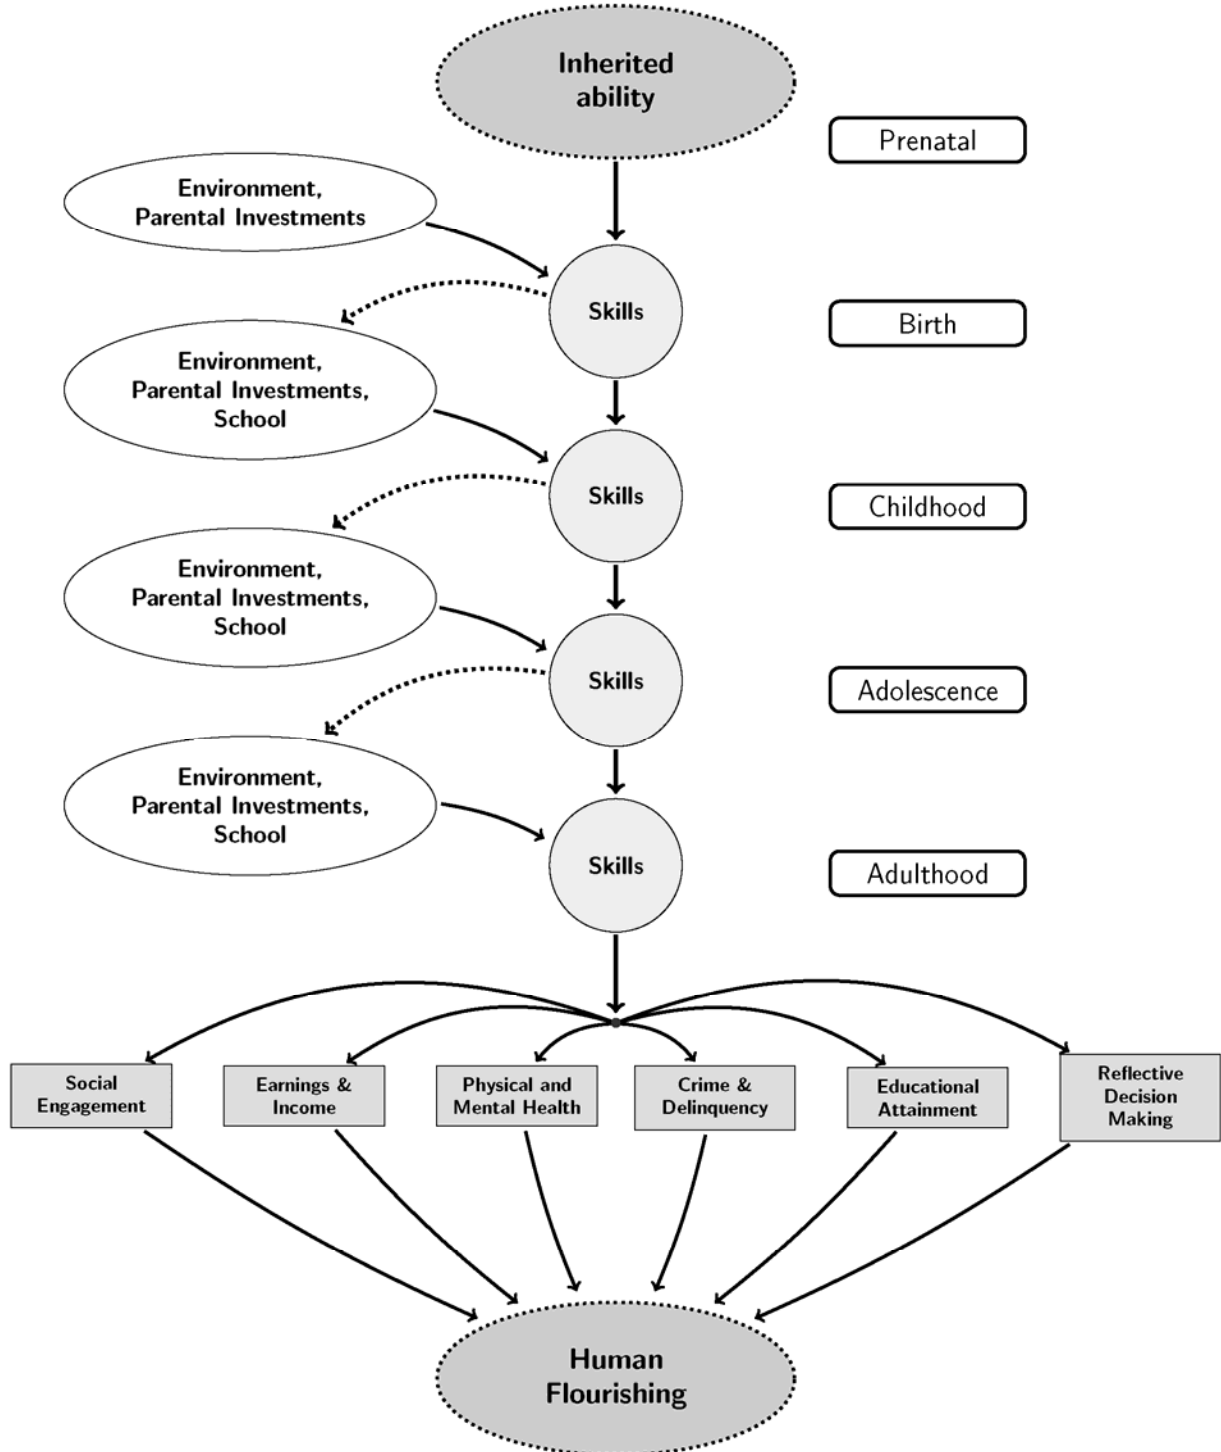 Inherited
ability
Prenatal
Environment,
Parental Investments
Skills
Birth
Environment,
Parental Investments,
School
Skills
Childhood
Environment,
Parental Investments,
School
Skills
Adolescence
Environment,
Parental Investments,
School
Skills
Adulthood
Social
Engagement
Earnings &
Income
Physical and
Mental Health
Crime &
Delinquency
Educational
Attainment
Reflective
Decision
Making
Human
Flourishing